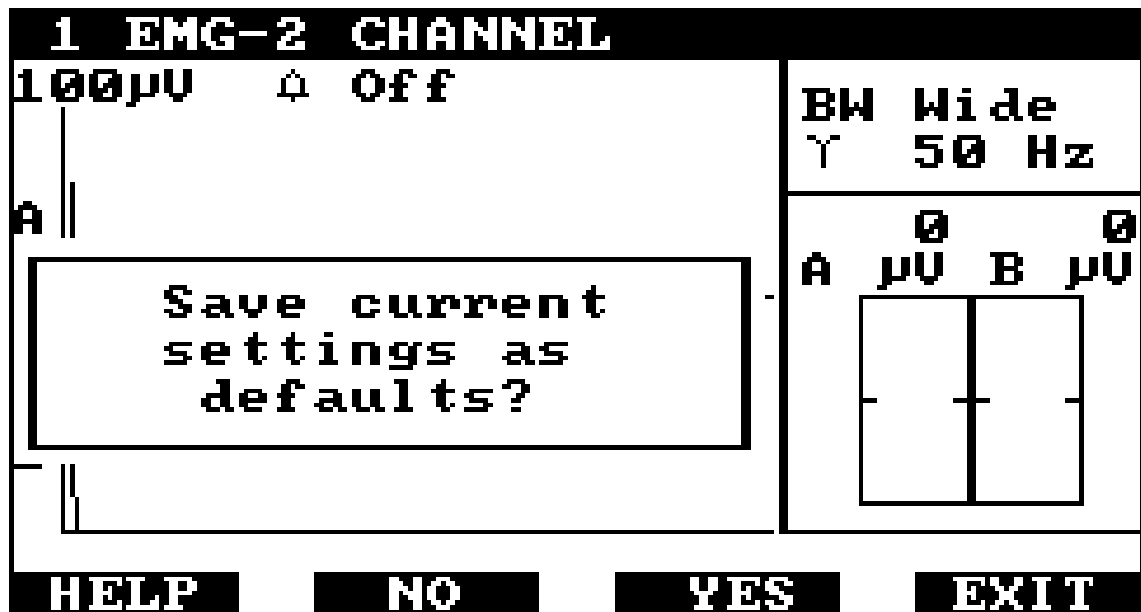 1 EMG-2 CHANNEL
100µV Off
BW Wide
50 Hz
A
0 0
A µV B µV
Save current
settings as
defaults?
HELP NO YES EXIT